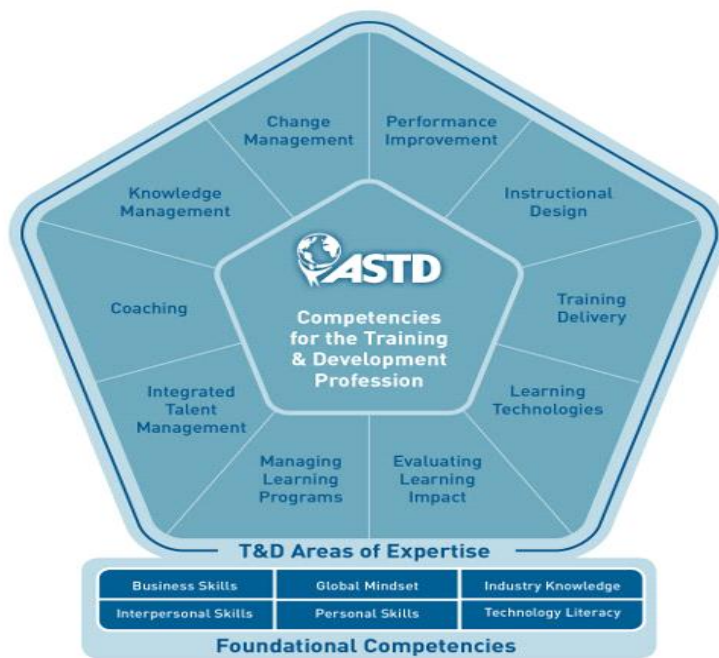 Change
Management
Performance
Improvement
Knowledge
Management
Instructional
Design
ASTD
Competencies
for the Training
& Development
Profession
Coaching
Training
Delivery
Integrated
Talent
Management
Learning
Technologies
Managing
Learning
Programs
Evaluating
Learning
Impact
T&D Areas of Expertise
Business Skills
Global Mindset
Industry Knowledge
Interpersonal Skills
Personal Skills
Technology Literacy
Foundational Competencies